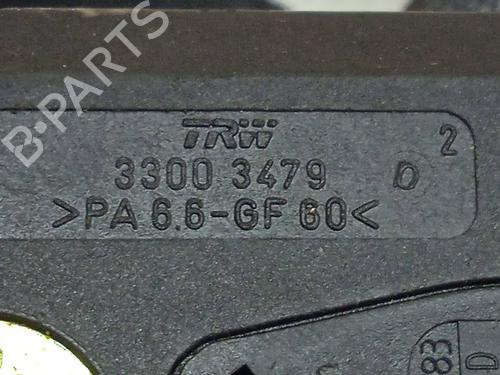 B-PARTS
TRW
2
3300 3479 D
>PA 6.6-GF 60<
83
D